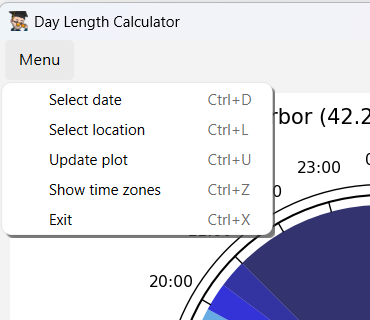 Day Length Calculator
Menu
Select date Ctrl+D
Select location Ctrl+L
Update plot Ctrl+U
Show time zones Ctrl+Z
Exit Ctrl+X
rbor (42.2
23:00
20:00